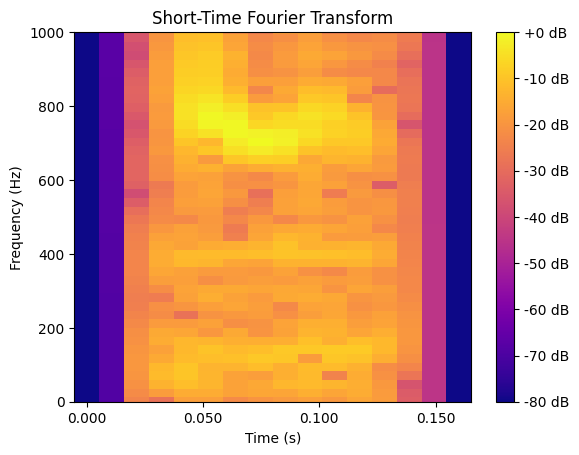 Short-Time Fourier Transform
Frequency (Hz)
1000
800
600
400
200
0
0.000
0.050
0.100
0.150
Time (s)
+0 dB
-10 dB
-20 dB
-30 dB
-40 dB
-50 dB
-60 dB
-70 dB
-80 dB